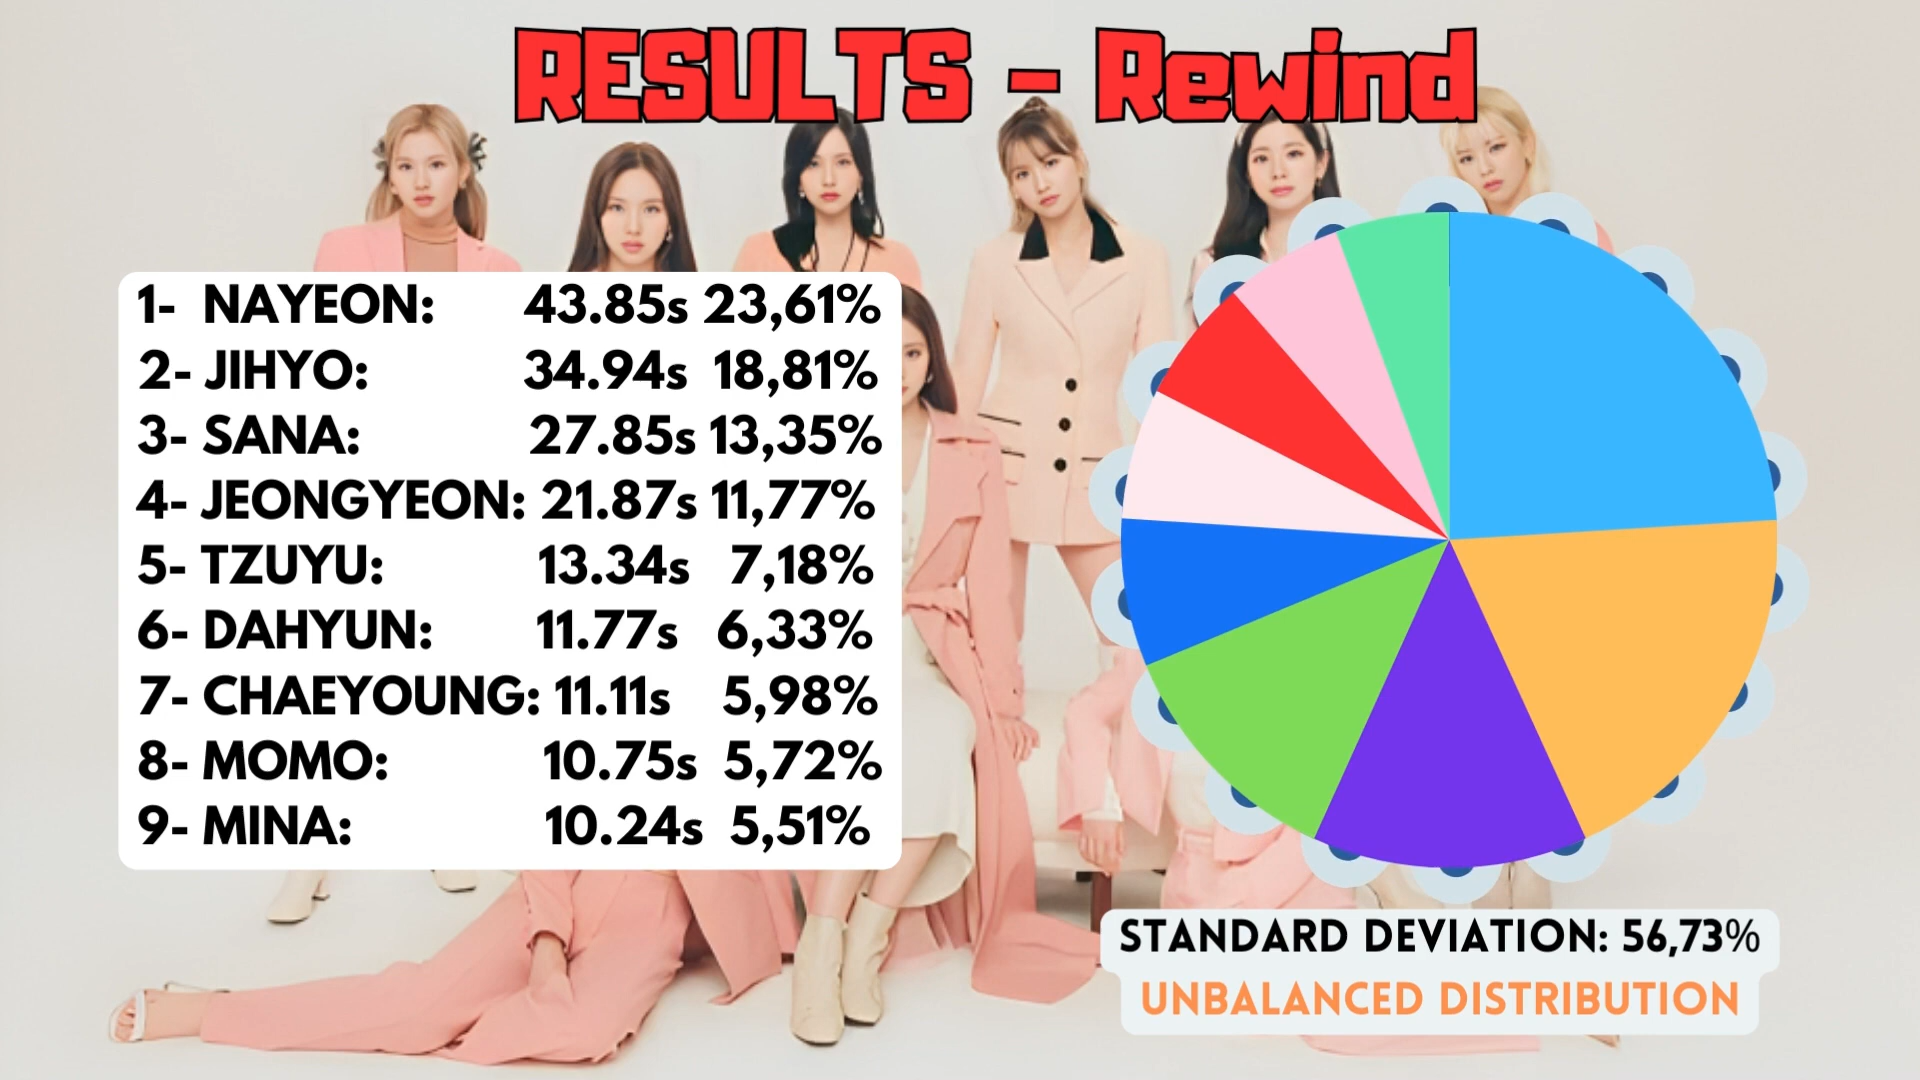 RESULTS - Rewind
1- NAYEON: 43.85s 23,61%
2- JIHYO: 34.94s 18,81%
3- SANA: 27.85s 13,35%
4- JEONGYEON: 21.87s 11,77%
5- TZUYU: 13.34s 7,18%
6- DAHYUN: 11.77s 6,33%
7- CHAEYOUNG: 11.11s 5,98%
8- MOMO: 10.75s 5,72%
9- MINA: 10.24s 5,51%
STANDARD DEVIATION: 56,73%
UNBALANCED DISTRIBUTION